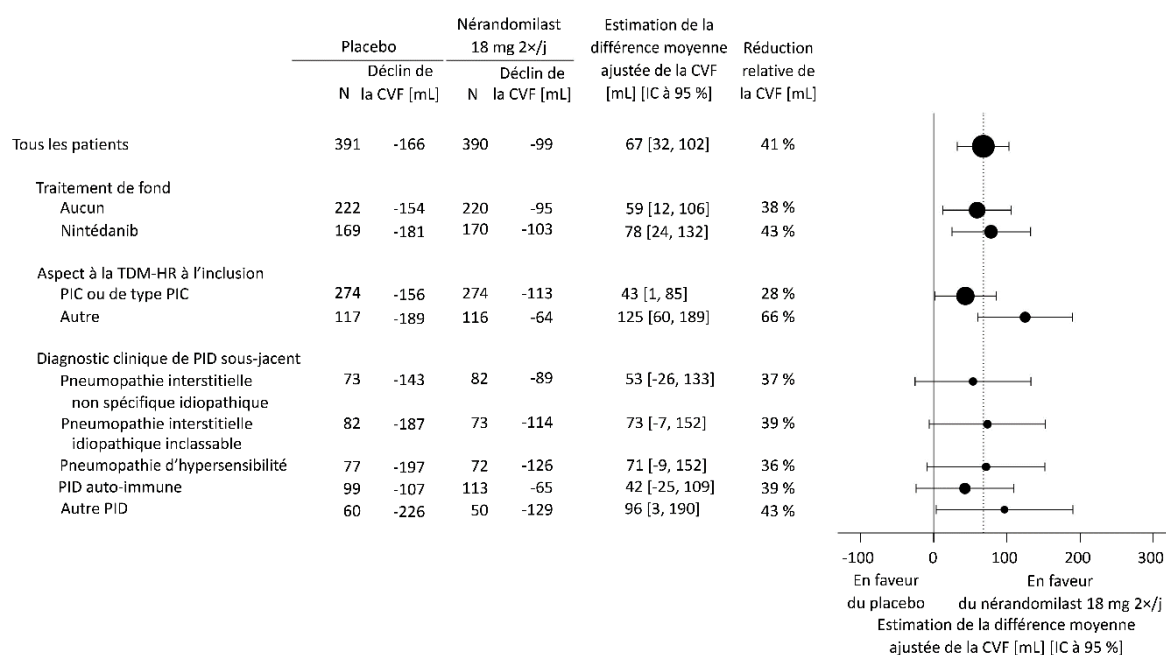 Placebo
Nérandomilast
18 mg 2×/j
Estimation de la
différence moyenne
ajustée de la CVF
[mL] [IC à 95 %]
Réduction
relative de
la CVF [mL]
N
Déclin de
la CVF [mL]
N
Déclin de
la CVF [mL]
Tous les patients 391 -166 390 -99 67 [32, 102] 41 %
Traitement de fond
Aucun 222 -154 220 -95 59 [12, 106] 38 %
Nintédanib 169 -181 170 -103 78 [24, 132] 43 %
Aspect à la TDM-HR à l'inclusion
PIC ou de type PIC 274 -156 274 -113 43 [1, 85] 28 %
Autre 117 -189 116 -64 125 [60, 189] 66 %
Diagnostic clinique de PID sous-jacent
Pneumopathie interstitielle 73 -143 82 -89 53 [-26, 133] 37 %
non spécifique idiopathique
Pneumopathie interstitielle 82 -187 73 -114 73 [-7, 152] 39 %
idiopathique inclassable
Pneumopathie d'hypersensibilité 77 -197 72 -126 71 [-9, 152] 36 %
PID auto-immune 99 -107 113 -65 42 [-25, 109] 39 %
Autre PID 60 -226 50 -129 96 [3, 190] 43 %
-100 0 100 200 300
En faveur
du placebo
En faveur
du nérandomilast 18 mg 2×/j
Estimation de la différence moyenne
ajustée de la CVF [mL] [IC à 95 %]